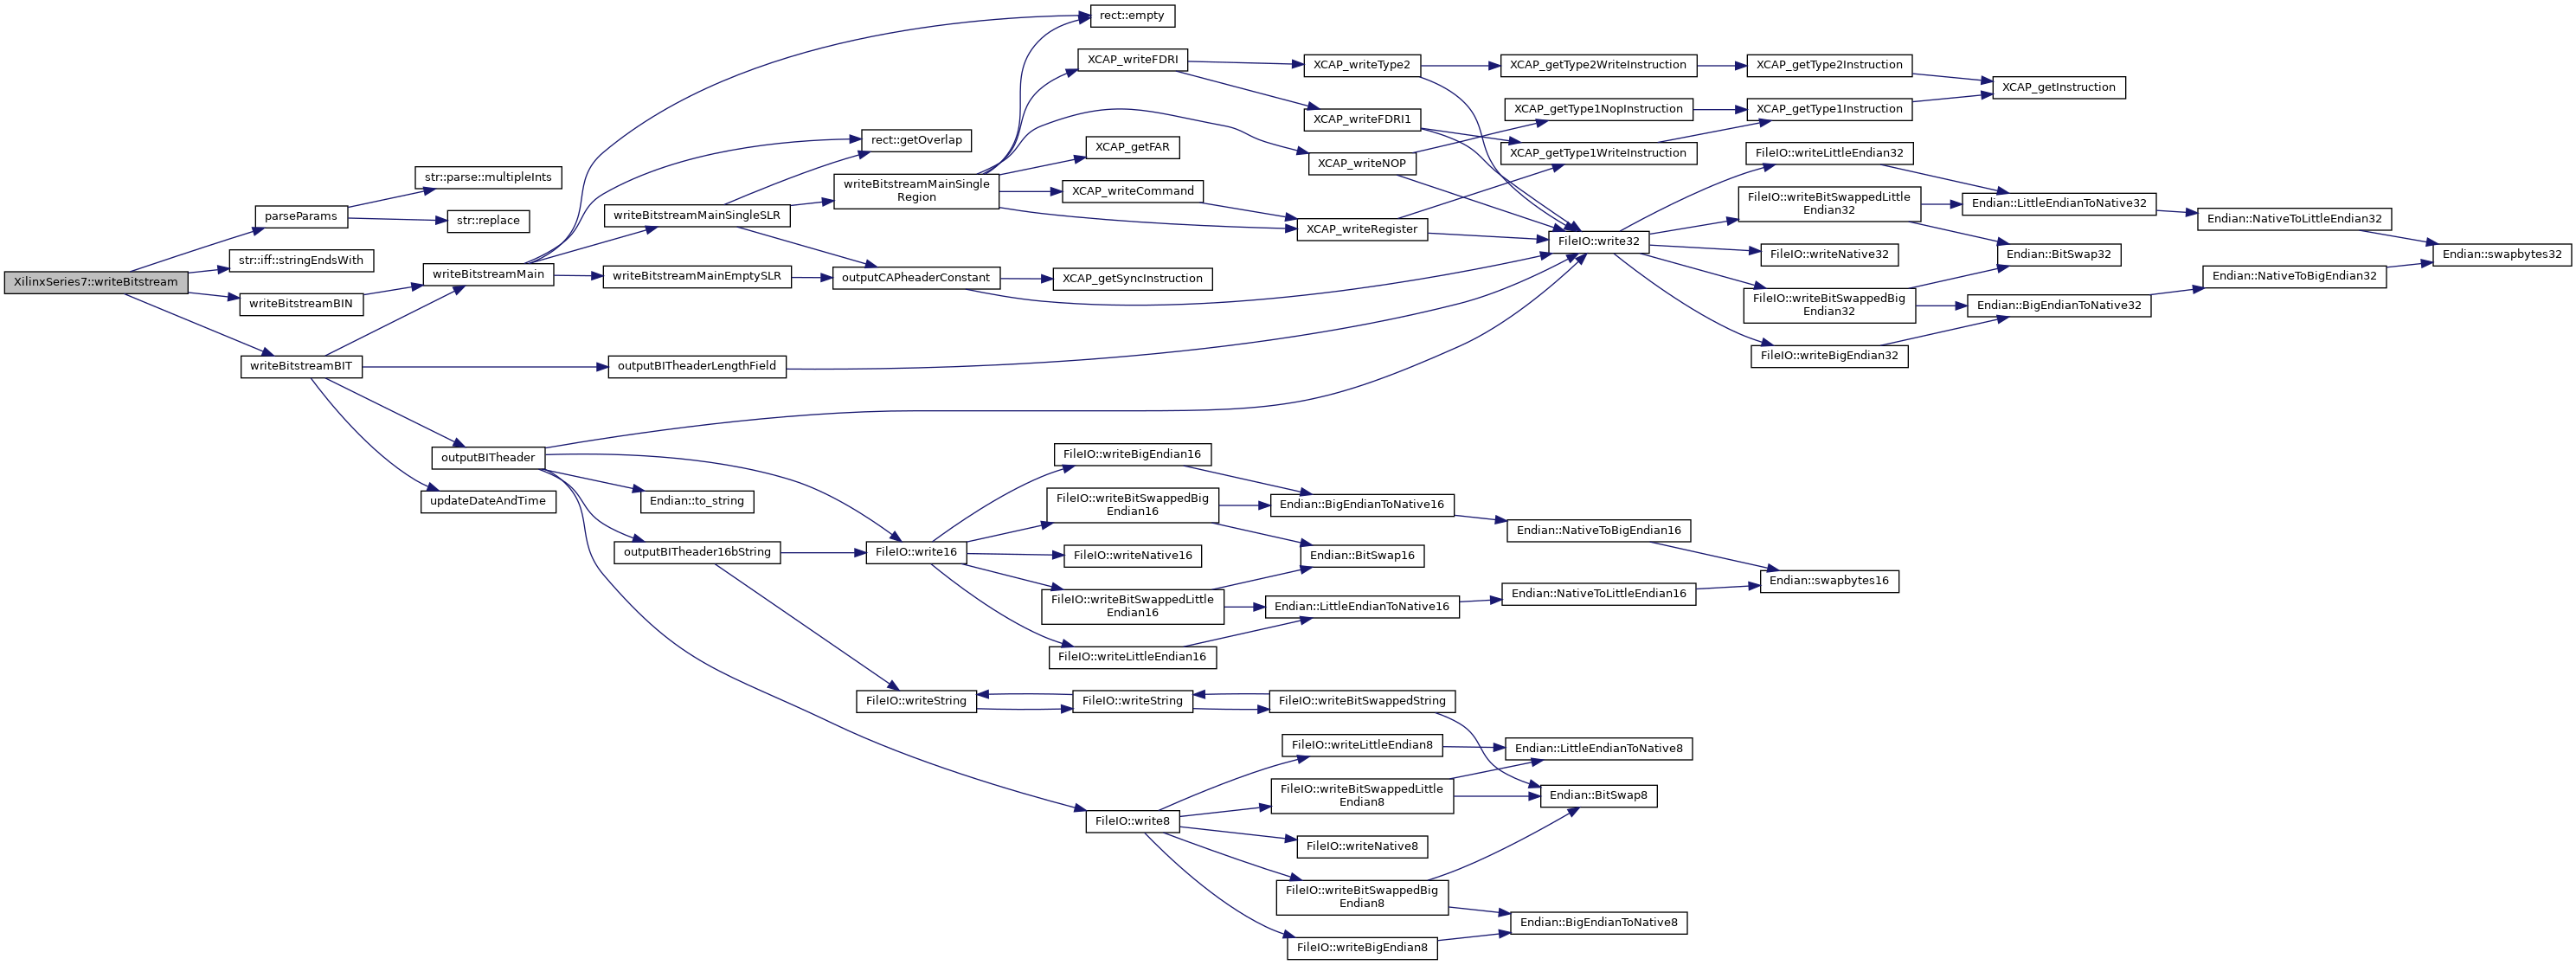 XilinxSeries7::writeBitstream
parseParams
str::iff::stringEndsWith
writeBitstreamBIN
writeBitstreamBIT
str::parse::multipleInts
str::replace
writeBitstreamMain
outputBITheader
updateDateAndTime
writeBitstreamMainSingleSLR
writeBitstreamMainEmptySLR
outputBITheaderLengthField
Endian::to_string
outputBITheader16bString
rect::getOverlap
writeBitstreamMainSingle
Region
outputCAPheaderConstant
FileIO::write16
FileIO::writeString
rect::empty
XCAP_writeFDRI
XCAP_getFAR
XCAP_writeCommand
XCAP_getSyncInstruction
FileIO::writeBigEndian16
FileIO::writeBitSwappedBig
Endian16
FileIO::writeNative16
FileIO::writeBitSwappedLittle
Endian16
FileIO::writeLittleEndian16
FileIO::writeString
FileIO::write8
XCAP_writeType2
XCAP_writeFDRI1
XCAP_writeNOP
XCAP_writeRegister
Endian::BigEndianToNative16
Endian::BitSwap16
Endian::LittleEndianToNative16
FileIO::writeBitSwappedString
FileIO::writeLittleEndian8
FileIO::writeBitSwappedLittle
Endian8
FileIO::writeNative8
FileIO::writeBitSwappedBig
Endian8
FileIO::writeBigEndian8
XCAP_getType2WriteInstruction
XCAP_getType1NopInstruction
XCAP_getType1WriteInstruction
FileIO::write32
Endian::NativeToBigEndian16
Endian::NativeToLittleEndian16
Endian::LittleEndianToNative8
Endian::BitSwap8
Endian::BigEndianToNative8
XCAP_getType2Instruction
XCAP_getType1Instruction
FileIO::writeLittleEndian32
FileIO::writeBitSwappedLittle
Endian32
FileIO::writeNative32
FileIO::writeBitSwappedBig
Endian32
FileIO::writeBigEndian32
Endian::swapbytes16
XCAP_getInstruction
Endian::LittleEndianToNative32
Endian::BitSwap32
Endian::BigEndianToNative32
Endian::NativeToLittleEndian32
Endian::NativeToBigEndian32
Endian::swapbytes32